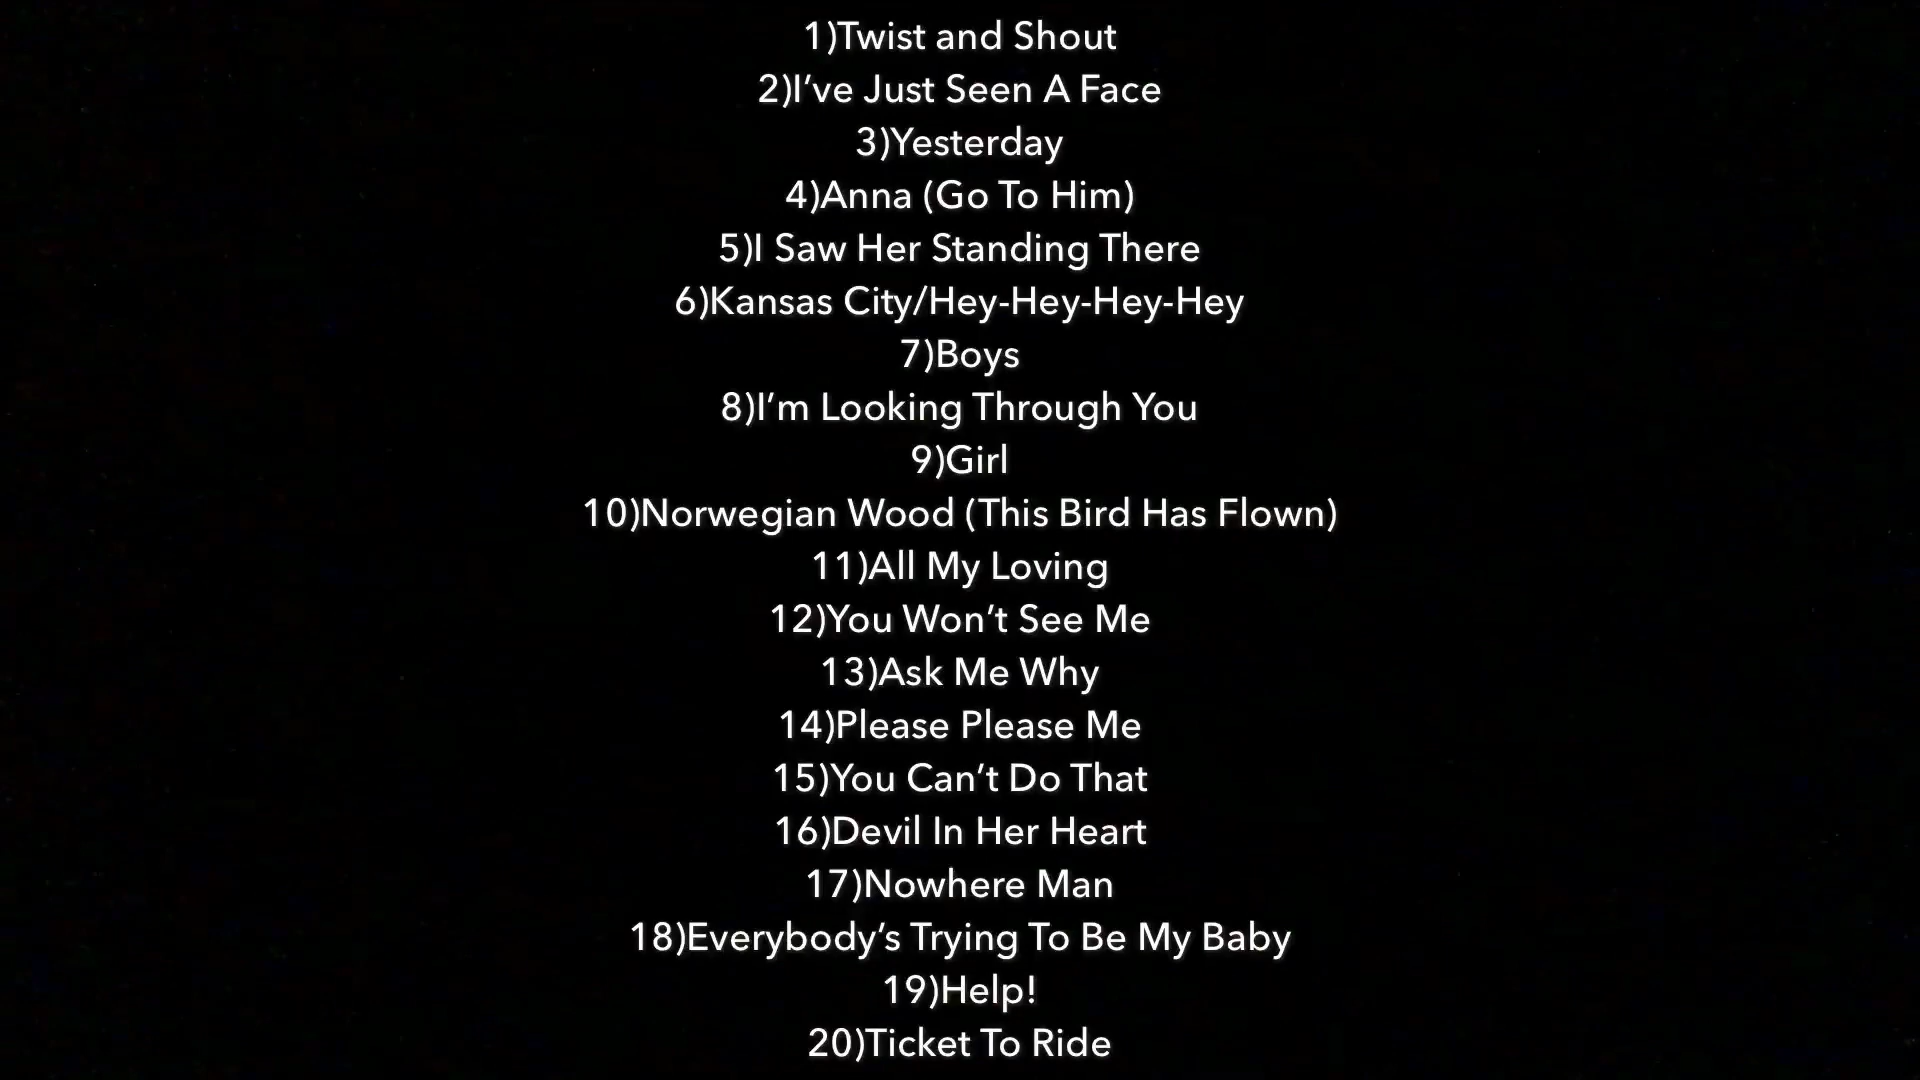 1)Twist and Shout
2)I’ve Just Seen A Face
3)Yesterday
4)Anna (Go To Him)
5)I Saw Her Standing There
6)Kansas City/Hey-Hey-Hey-Hey
7)Boys
8)I’m Looking Through You
9)Girl
10)Norwegian Wood (This Bird Has Flown)
11)All My Loving
12)You Won’t See Me
13)Ask Me Why
14)Please Please Me
15)You Can’t Do That
16)Devil In Her Heart
17)Nowhere Man
18)Everybody’s Trying To Be My Baby
19)Help!
20)Ticket To Ride